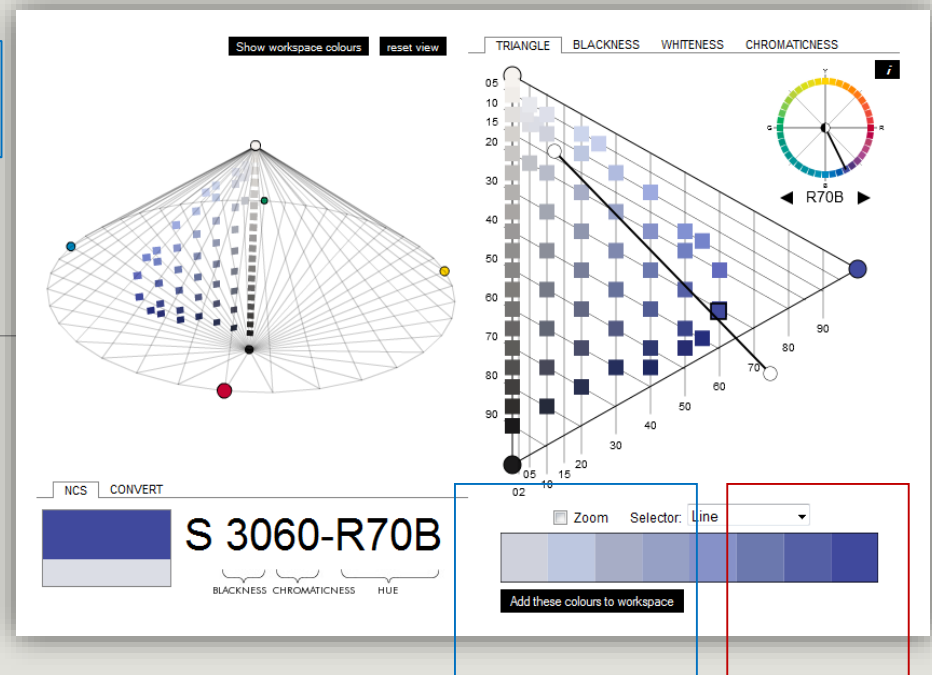 Show workspace colours reset view
TRIANGLE BLACKNESS WHITENESS CHROMATICNESS
i
Y
G R
B
R70B
05
10
15
20
30
40
50
60
70
80
90
90
80
70
60
50
40
30
20
15
10
05
02
NCS CONVERT
S 3060-R70B
BLACKNESS CHROMATICNESS HUE
Zoom Selector: Line
Add these colours to workspace